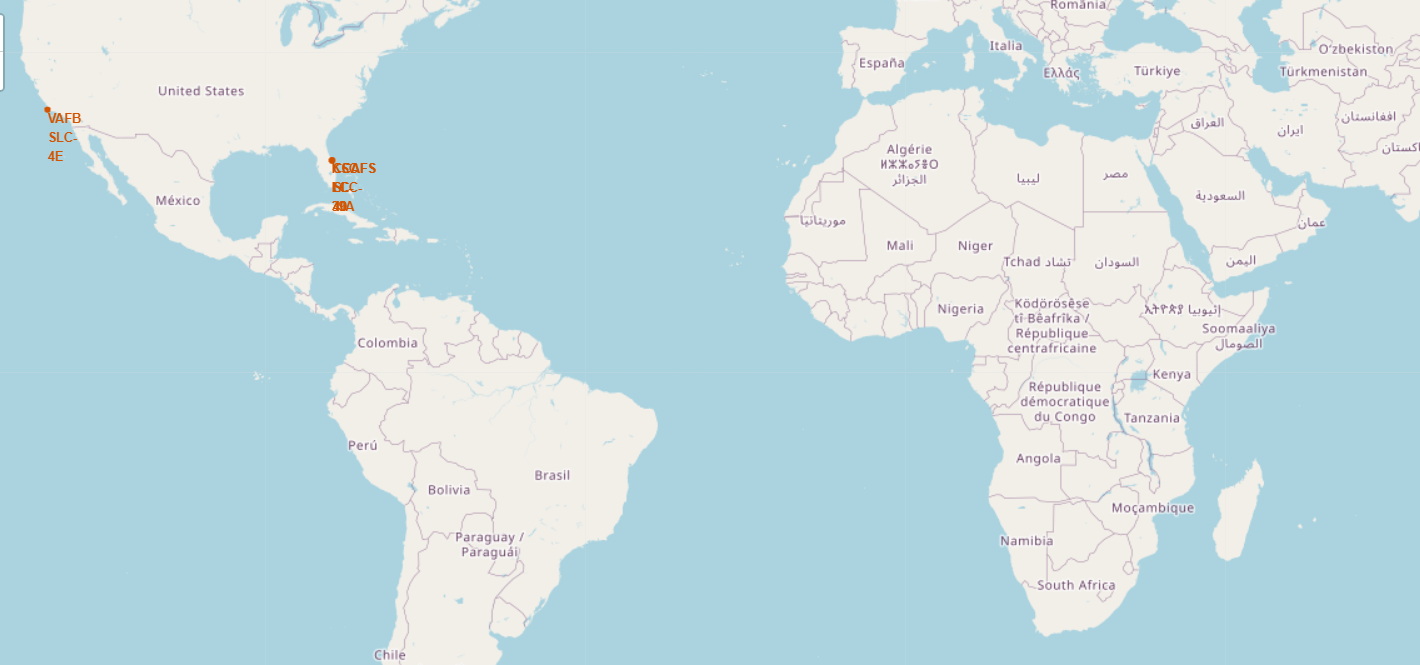 România
O'zbekiston
Italia
España
Ελλάς
Türkiye
Türkmenistan
United States
VAFB
SLC-
4E
العراق
ایران
افغانستان
Algérie
ⵍⵣⵣⴰⵢⴻⵔ
الجزائر
ليبيا
مصر
السعودية
México
موريتانيا
عمان
Mali
Niger
Tchad تشاد
السودان
اليمن
Nigeria
Ködörösêse
tî Bêafrîka /
République
centrafricaine
ኢትዮጵያ إثيوبيا
Soomaaliya
الصومال
Colombia
Kenya
République
démocratique
du Congo
Tanzania
Perú
Angola
Brasil
Bolivia
Moçambique
Paraguay /
Paraguái
Namibia
South Africa
Chile